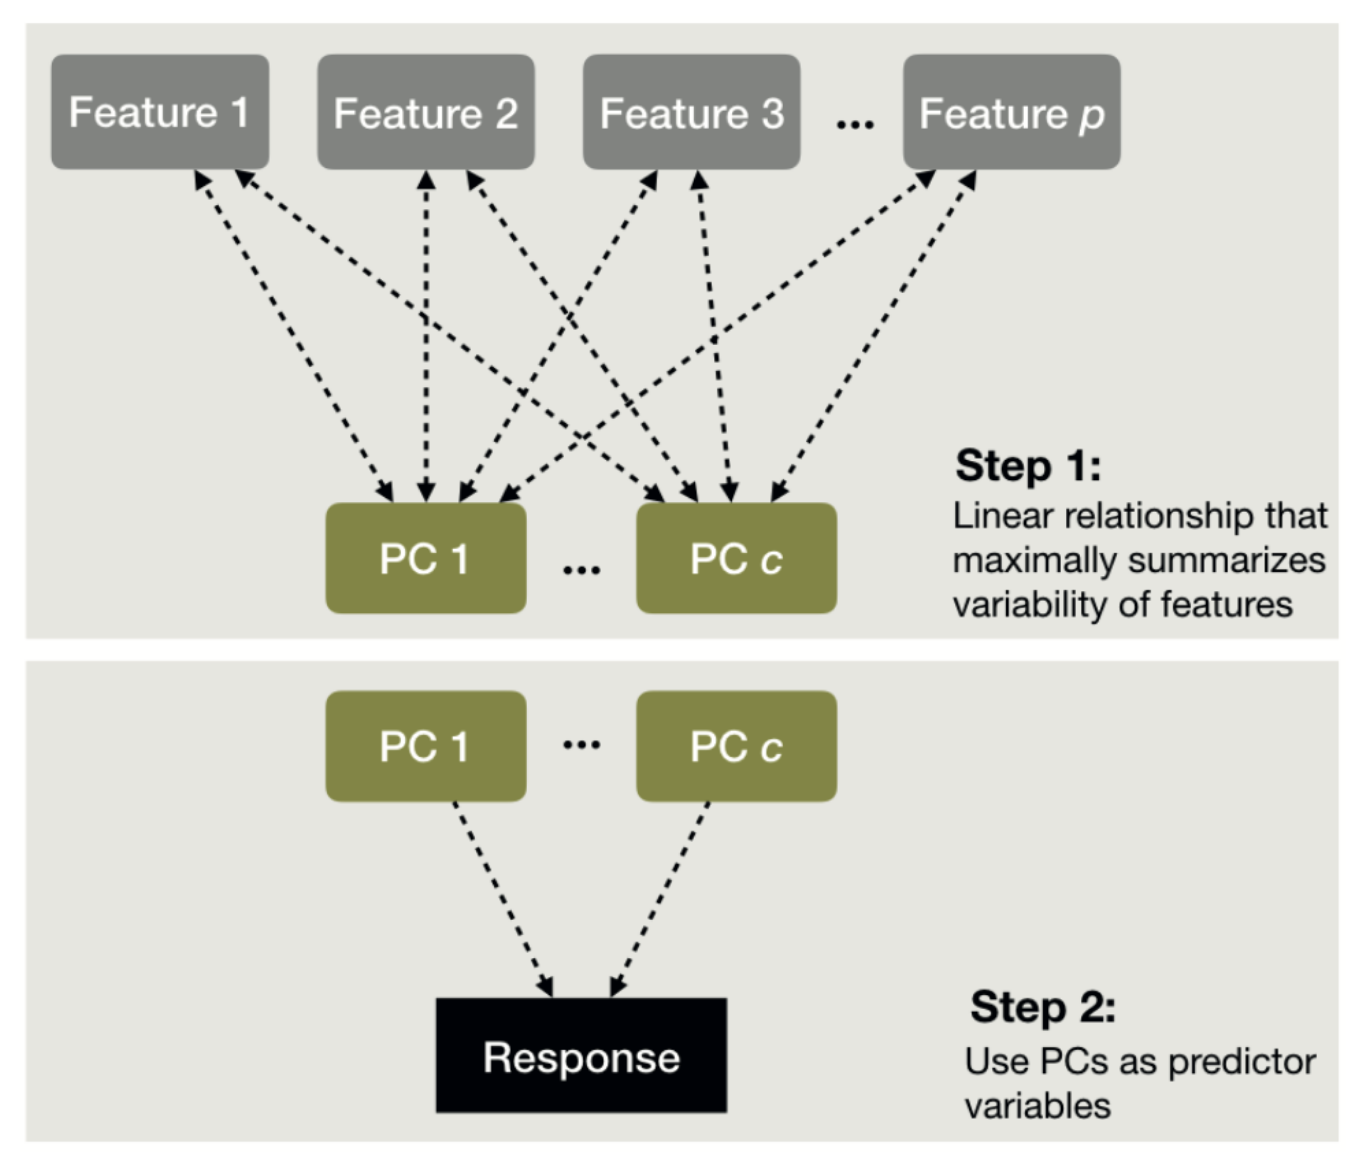 Feature 1 Feature 2 Feature 3 ... Feature p
PC 1 ... PC c
Step 1:
Linear relationship that
maximally summarizes
variability of features
PC 1 ... PC c
Response
Step 2:
Use PCs as predictor
variables